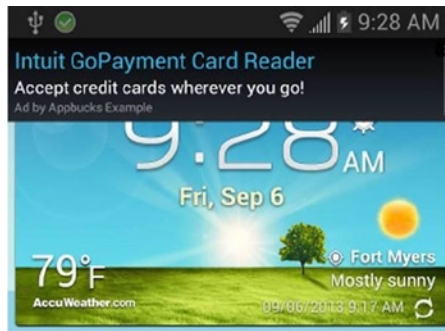 9:28 AM
Intuit GoPayment Card Reader
Accept credit cards wherever you go!
Ad by Appbucks Example
9:28 AM
Fri, Sep 6
79°F
Fort Myers
Mostly sunny
AccuWeather.com
09/06/2013 9:17 AM